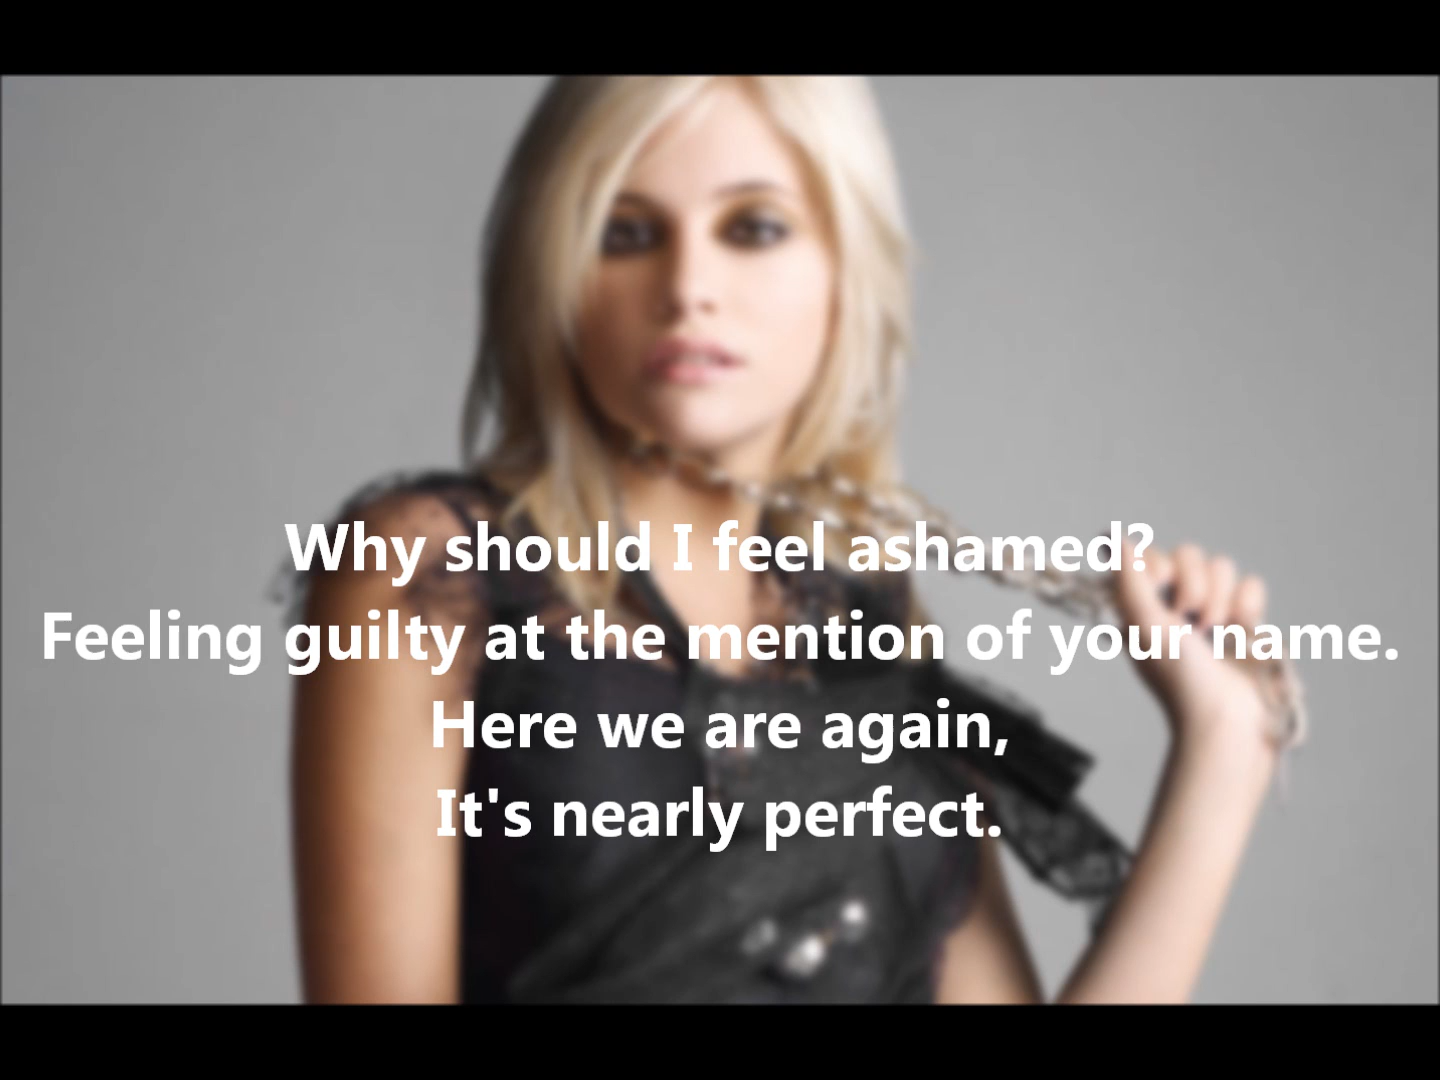 Why should I feel ashamed?
Feeling guilty at the mention of your name.
Here we are again,
It's nearly perfect.